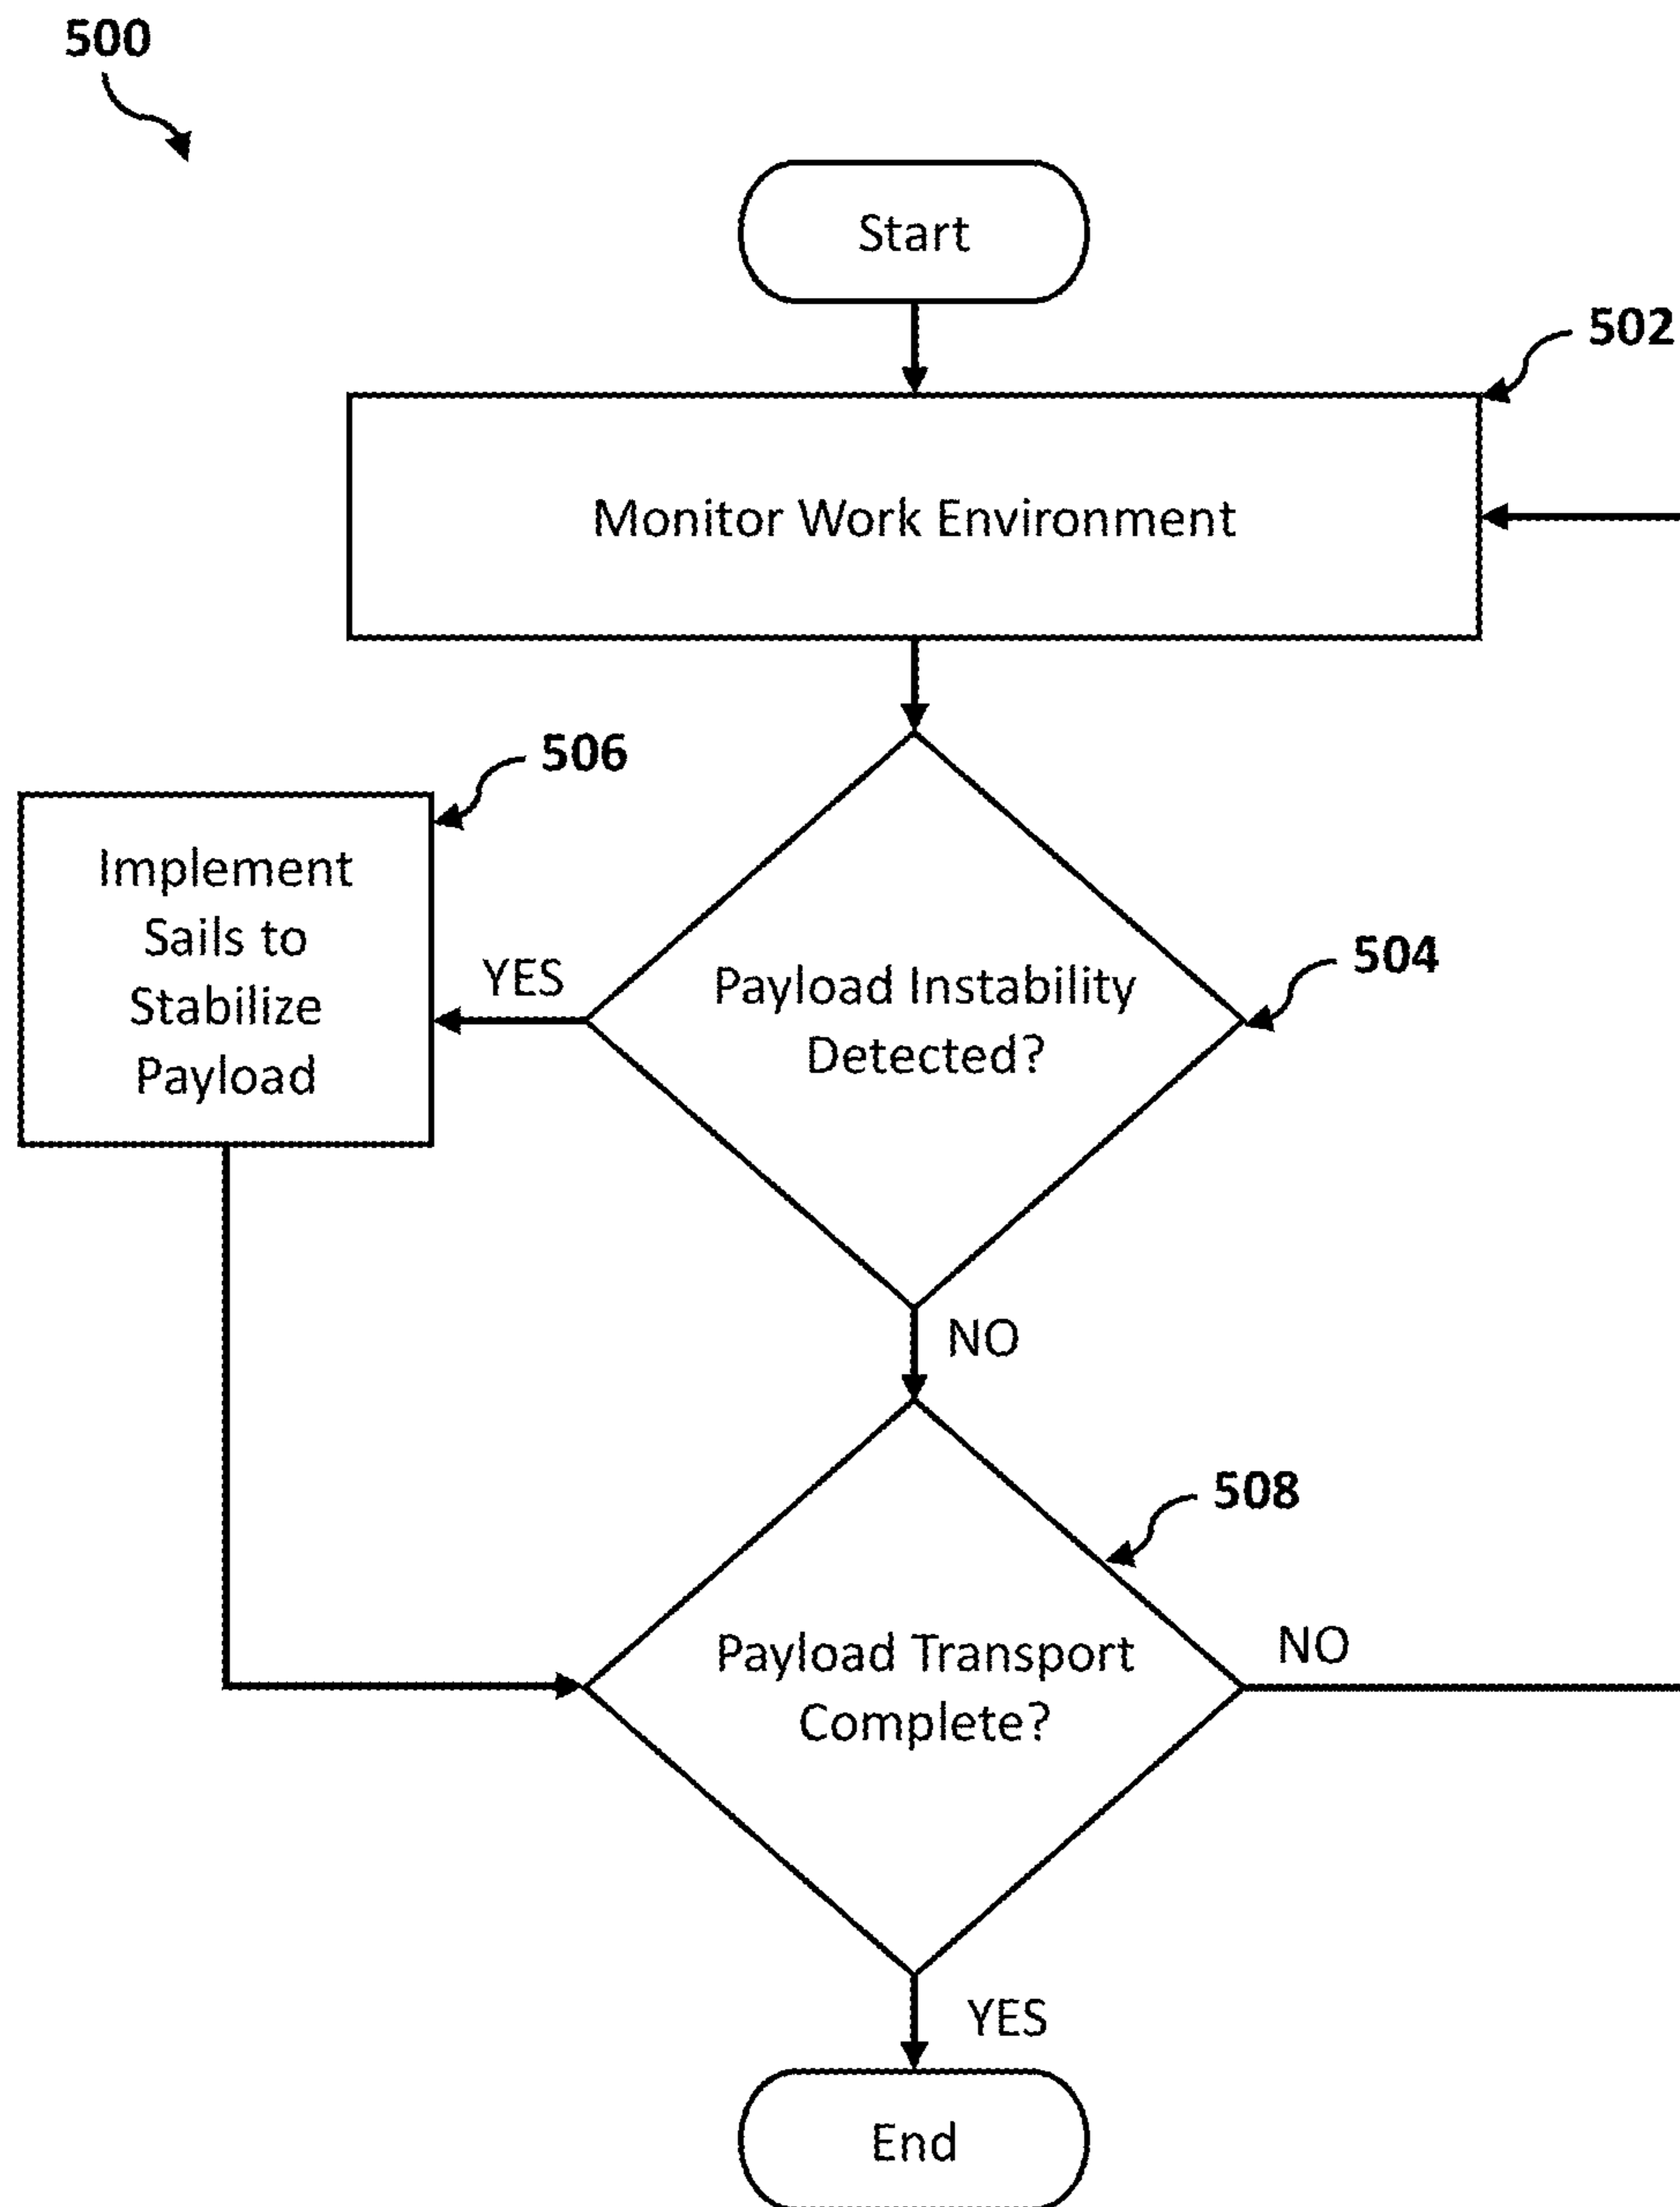 500
Start
502
Monitor Work Environment
506
Implement
Sails to
Stabilize
Payload
YES
Payload Instability
Detected?
504
NO
508
Payload Transport
Complete?
NO
YES
End